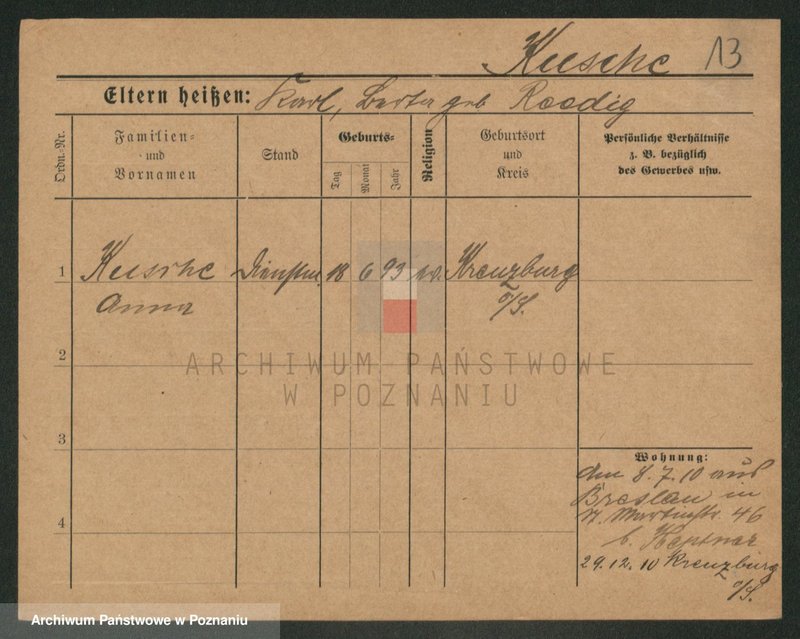 Kusche 13
Eltern heißen: Karl, Berta geb Roedig
Ordn.-Nr.
Familien-
und
Vornamen
Stand
Geburts-
Tag
Monat
Jahr
Religion
Geburtsort
und
Kreis
Persönliche Verhältnisse
z. B. bezüglich
des Gewerbes usw.
1 Kusche Dienstm. 18 6 93 ev. Kreuzburg
Anna O/S.
2
ARCHIWUM PAŃSTWOWE
W POZNANIU
3
Wohnung:
den 8.7.10 aus
Breslau in
St. Martinstr. 46
b.
4
29.12.10 Kreuzburg
O/S.
Archiwum Państwowe w Poznaniu